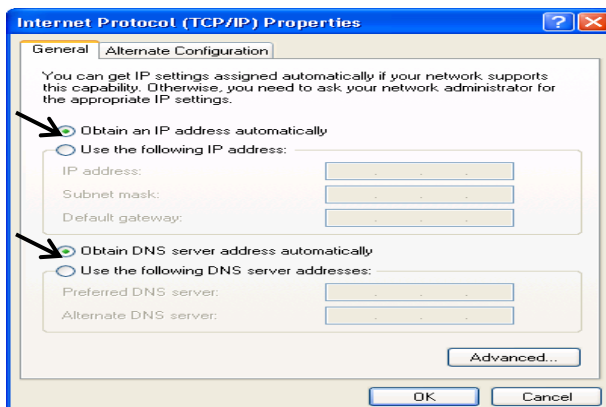 Internet Protocol (TCP/IP) Properties
General
Alternate Configuration
You can get IP settings assigned automatically if your network supports
this capability. Otherwise, you need to ask your network administrator for
the appropriate IP settings.
Obtain an IP address automatically
Use the following IP address:
IP address:
Subnet mask:
Default gateway:
Obtain DNS server address automatically
Use the following DNS server addresses:
Preferred DNS server:
Alternate DNS server:
Advanced...
OK
Cancel